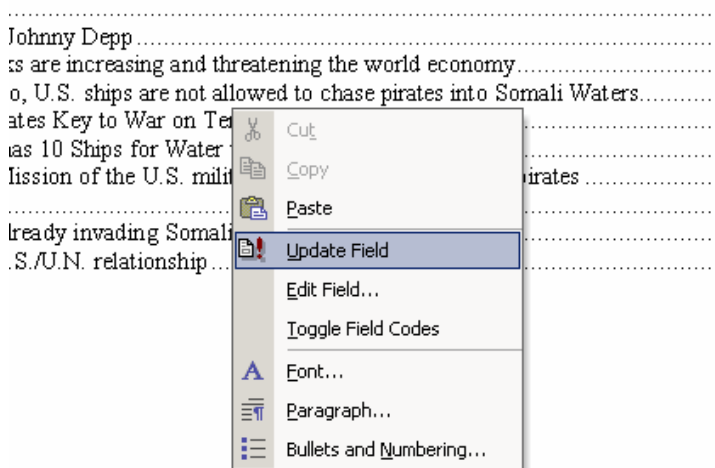 Johnny Depp
ks are increasing and threatening the world economy
o, U.S. ships are not allowed to chase pirates into Somali Waters
ates Key to War on Te
has 10 Ships for Water
Mission of the U.S. milit irates
lready invading Somali
.S./U.N. relationship
Cut
Copy
Paste
Update Field
Edit Field...
Toggle Field Codes
Font...
Paragraph...
Bullets and Numbering...